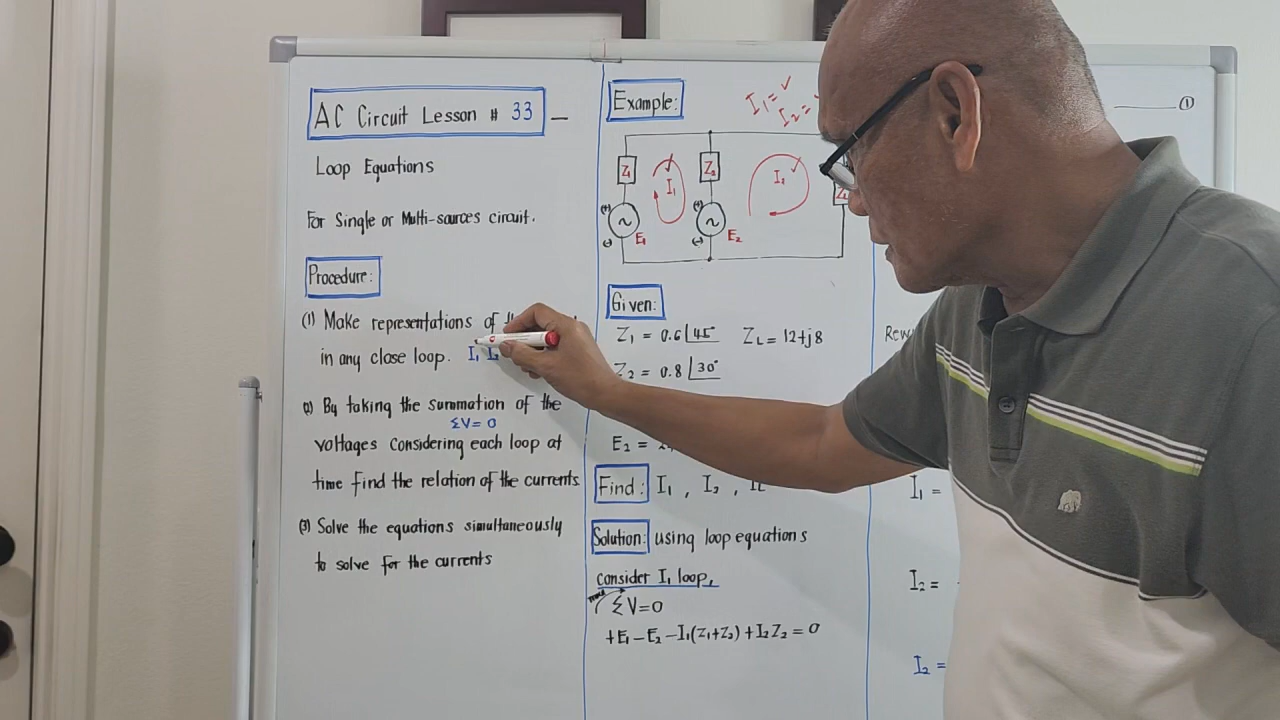 AC Circuit Lesson # 33
Loop Equations
For Single or Multi-sources circuit.
Procedure:
(1) Make representations of
in any close loop. I1 I2
(2) By taking the summation of the
ΣV= 0
voltages considering each loop at
time find the relation of the currents
(3) Solve the equations simultaneously
to solve for the currents
Example:
I1 = ✓
I2 =
Z1
I1
Z2
I2
ZL
(+)
(-)
E1
(+)
(-)
E2
Given:
Z1 = 0.6∠45° ZL = 12+j8
Z2 = 0.8∠30°
E2 =
Find: I1 , I2 , IL
Solution: using loop equations
consider I1 loop,
ΣV=0
+E1 – E2 – I1(Z1+Z2) + I2Z2 = 0
(1)
I1 =
I2 =
I2 =